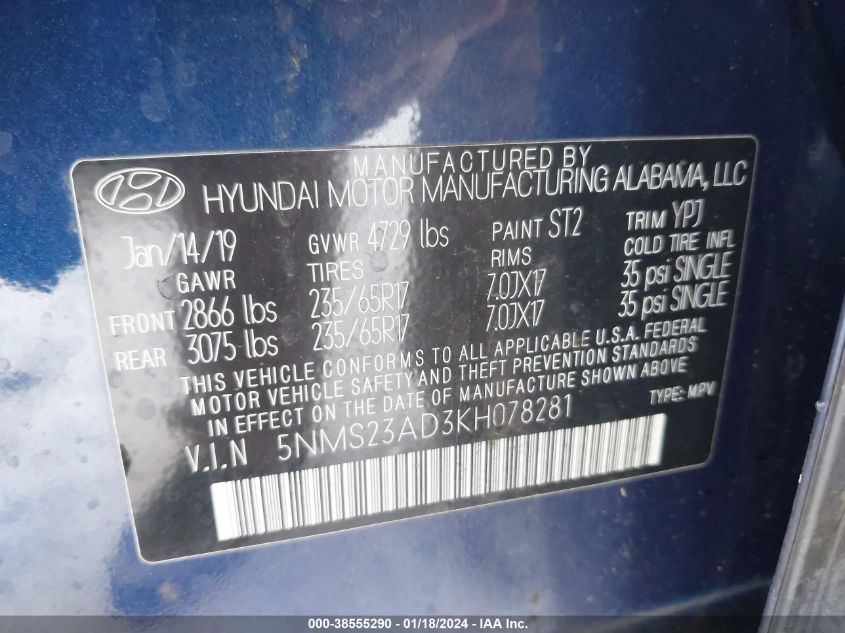 MANUFACTURED BY
HYUNDAI MOTOR MANUFACTURING ALABAMA, LLC
Jan/14/19 GVWR 4729 lbs PAINT ST2 TRIM YPJ
GAWR TIRES RIMS COLD TIRE INFL
FRONT 2866 lbs 235/65R17 7.0JX17 35 psi SINGLE
REAR 3075 lbs 235/65R17 7.0JX17 35 psi SINGLE
THIS VEHICLE CONFORMS TO ALL APPLICABLE U.S.A. FEDERAL
MOTOR VEHICLE SAFETY AND THEFT PREVENTION STANDARDS
IN EFFECT ON THE DATE OF MANUFACTURE SHOWN ABOVE
V.I.N 5NMS23AD3KH078281 TYPE: MPV
000-38555290 - 01/18/2024 - IAA Inc.